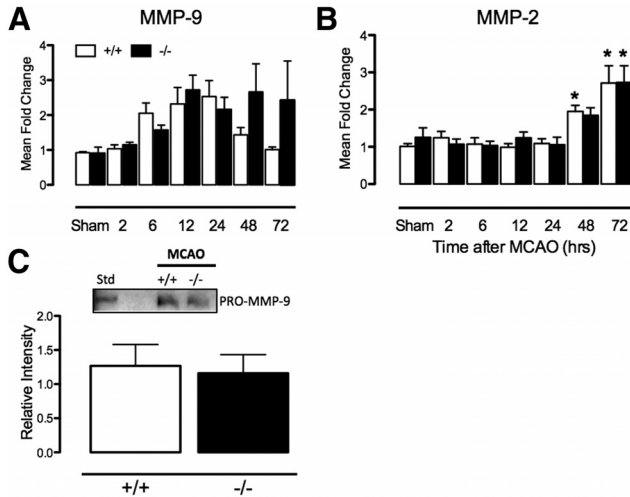 A
MMP-9
+/+ -/-
Mean Fold Change
4
3
2
1
0
Sham 2 6 12 24 48 72
B
MMP-2
Mean Fold Change
4
3
2
1
0
* * *
Sham 2 6 12 24 48 72
Time after MCAO (hrs)
C
MCAO
Std +/+ -/-
PRO-MMP-9
Relative Intensity
2.0
1.5
1.0
0.5
0.0
+/+ -/-